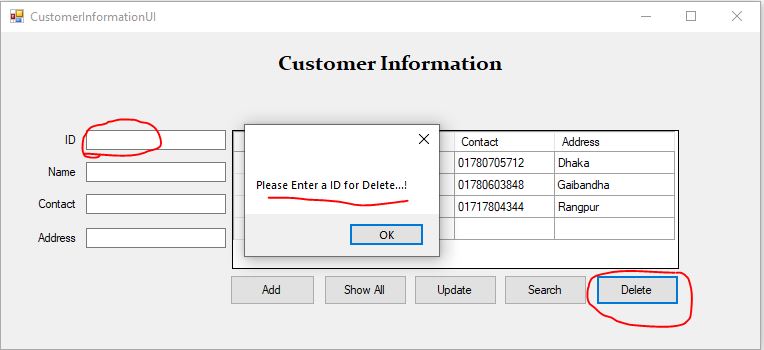 CustomerInformationUI
Customer Information
ID
Name
Contact
Address
Contact Address
01780705712 Dhaka
01780603848 Gaibandha
01717804344 Rangpur
Please Enter a ID for Delete...!
OK
Add Show All Update Search Delete